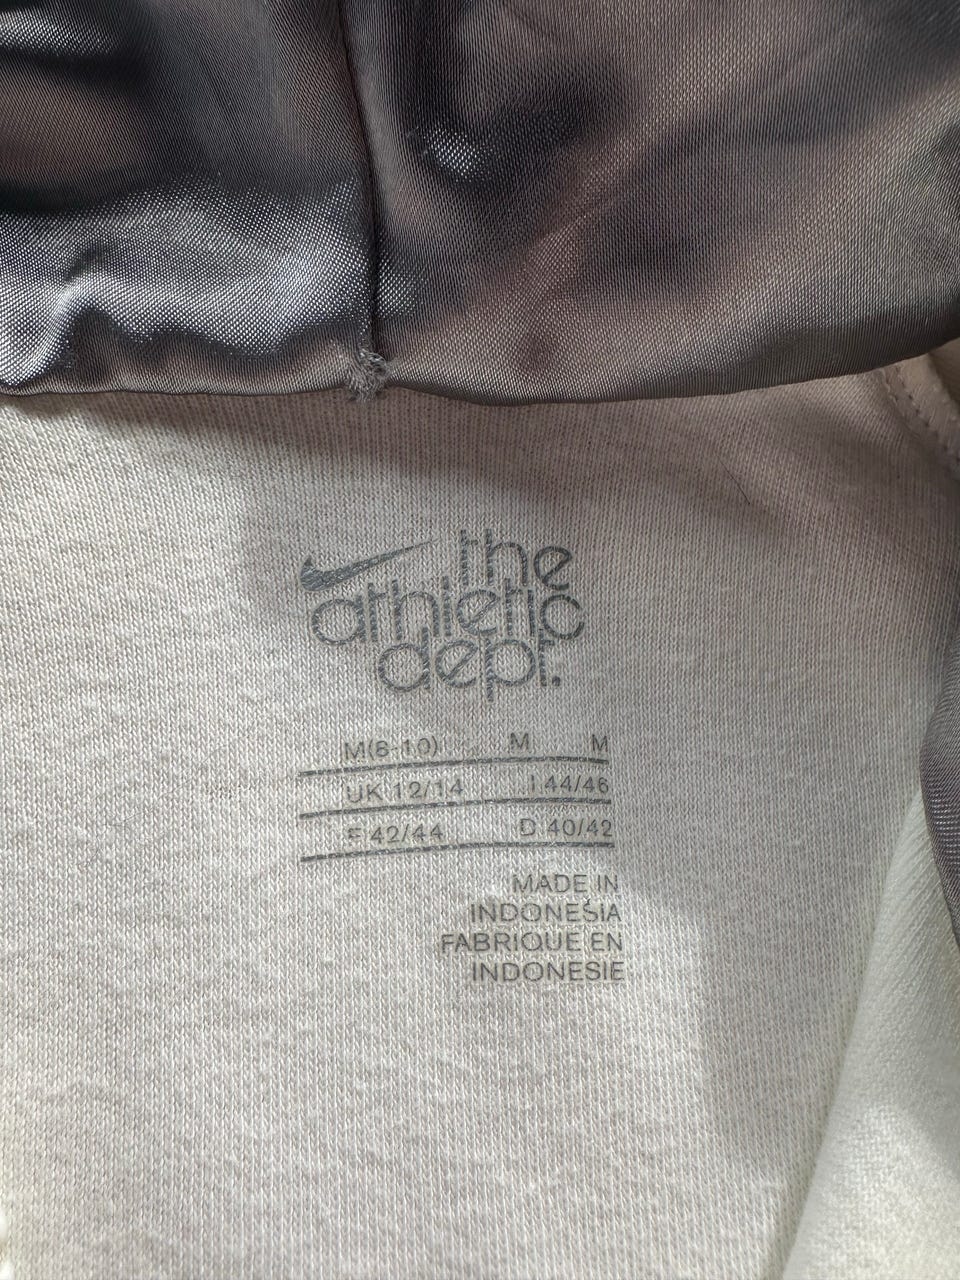 the
athletic
dept.
M(8-10) M M
UK 12/14 I 44/46
F 42/44 D 40/42
MADE IN
INDONESIA
FABRIQUE EN
INDONESIE